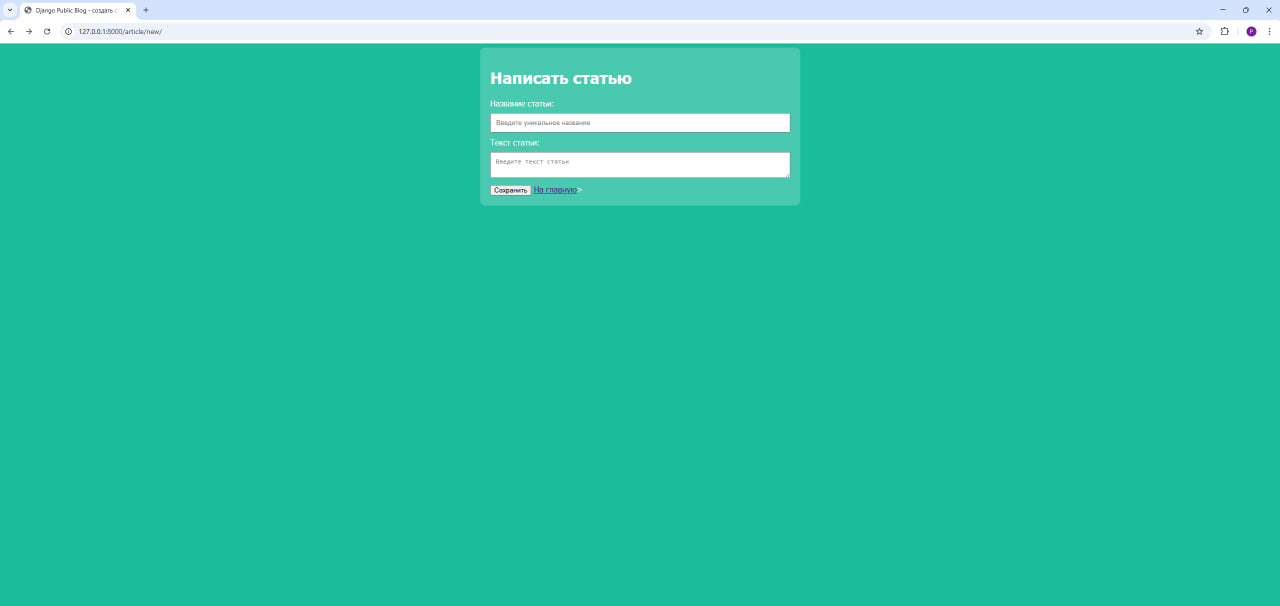 Django Public Blog - создать с
127.0.0.1:8000/article/new/
P
Написать статью
Название статьи:
Введите уникальное название
Текст статьи:
Введите текст статьи
Сохранить На главную>